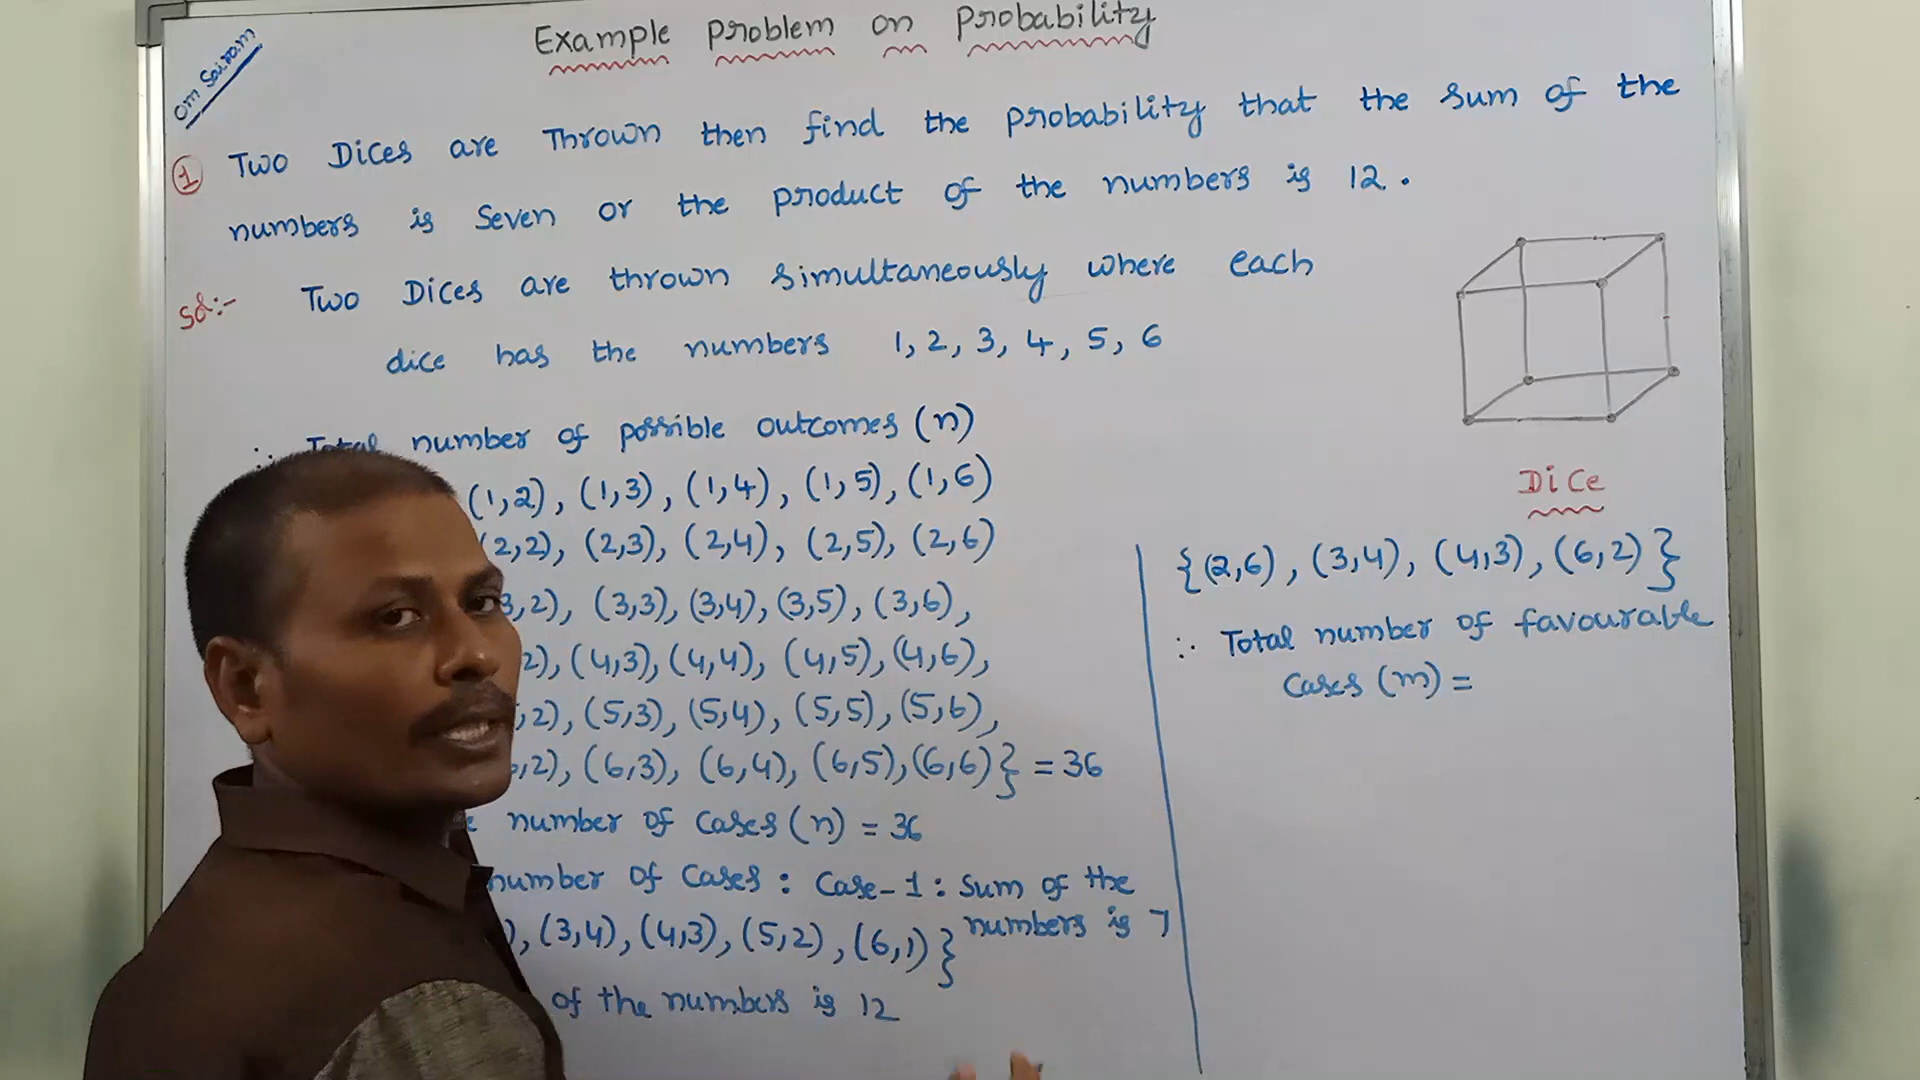 Example Problem on Probability
Om Sairam
1 Two Dices are Thrown then find the Probability that the sum of the
numbers is Seven or the product of the numbers is 12.
Sol:- Two Dices are thrown simultaneously where each
dice has the numbers 1, 2, 3, 4, 5, 6
∴ Total number of possible outcomes (n)
(1,2), (1,3), (1,4), (1,5), (1,6)
(2,2), (2,3), (2,4), (2,5), (2,6)
3,2), (3,3), (3,4), (3,5), (3,6),
2), (4,3), (4,4), (4,5), (4,6),
,2), (5,3), (5,4), (5,5), (5,6),
,2), (6,3), (6,4), (6,5), (6,6)} = 36
number of Cases (n) = 36
number of Cases : Case-1 : Sum of the
numbers is 7
), (3,4), (4,3), (5,2), (6,1)}
of the numbers is 12
Dice
{(2,6), (3,4), (4,3), (6,2)}
∴ Total number of favourable
Cases (m) =